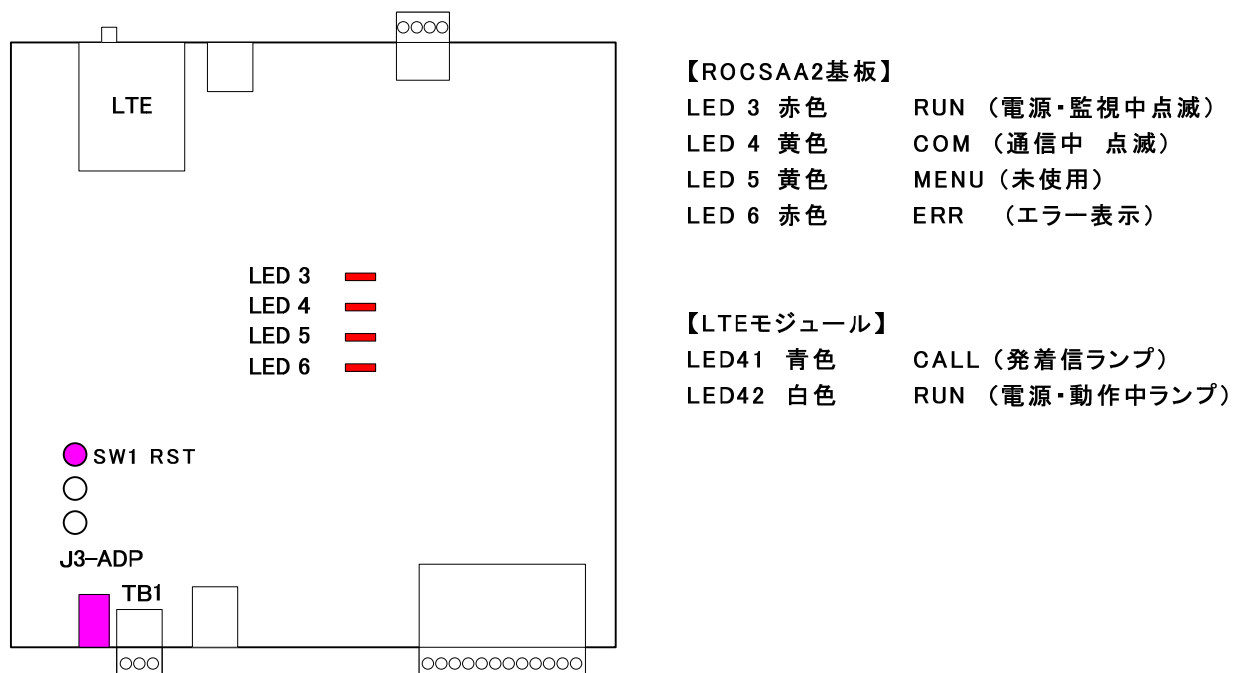 LTE
LED 3
LED 4
LED 5
LED 6
SW1 RST
J3-ADP
TB1
【ROCSAA2基板】
LED 3 赤色 RUN (電源・監視中点滅)
LED 4 黄色 COM (通信中 点滅)
LED 5 黄色 MENU (未使用)
LED 6 赤色 ERR (エラー表示)
【LTEモジュール】
LED41 青色 CALL (発着信ランプ)
LED42 白色 RUN (電源・動作中ランプ)